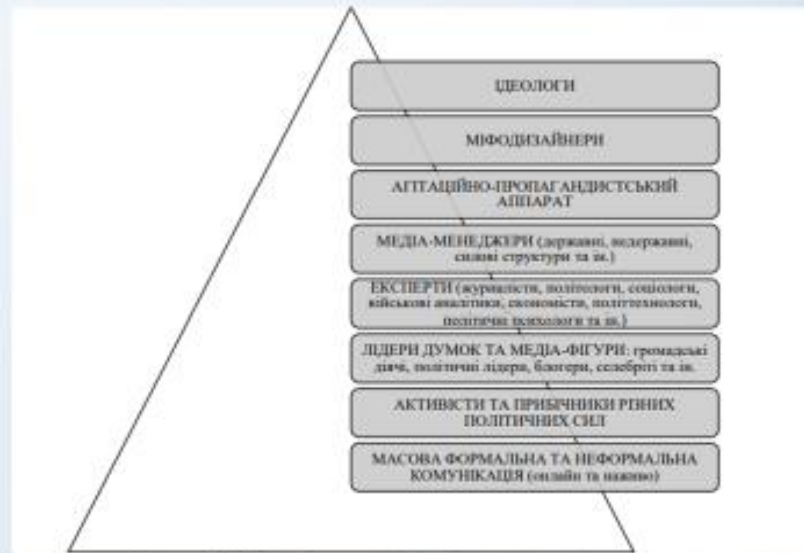 ІДЕОЛОГИ
МІФОДИЗАЙНЕРИ
АГІТАЦІЙНО-ПРОПАГАНДИСТСЬКИЙ
АППАРАТ
МЕДІА-МЕНЕДЖЕРИ (державні, недержавні,
силові структури та ін.)
ЕКСПЕРТИ (журналісти, політологи, соціологи,
військові аналітики, економісти, політтехнологи,
політичні психологи та ін.)
ЛІДЕРИ ДУМОК ТА МЕДІА-ФІГУРИ: громадські
діячі, політичні лідери, блогери, селебріті та ін.
АКТИВІСТИ ТА ПРИБІЧНИКИ РІЗНИХ
ПОЛІТИЧНИХ СИЛ
МАСОВА ФОРМАЛЬНА ТА НЕФОРМАЛЬНА
КОМУНІКАЦІЯ (онлайн та наживо)